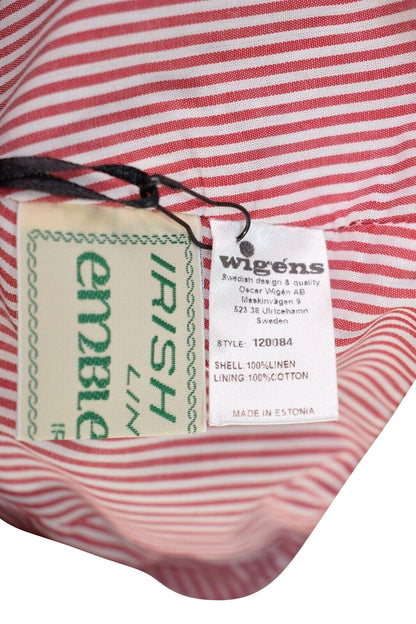 IRISH
LIN
emble
wigéns
Swedish design & quality
Oscar Wigén AB
Maskinvägen 9
523 38 Ulricehamn
Sweden
STYLE: 120084
SHELL:100%LINEN
LINING:100%COTTON
MADE IN ESTONIA